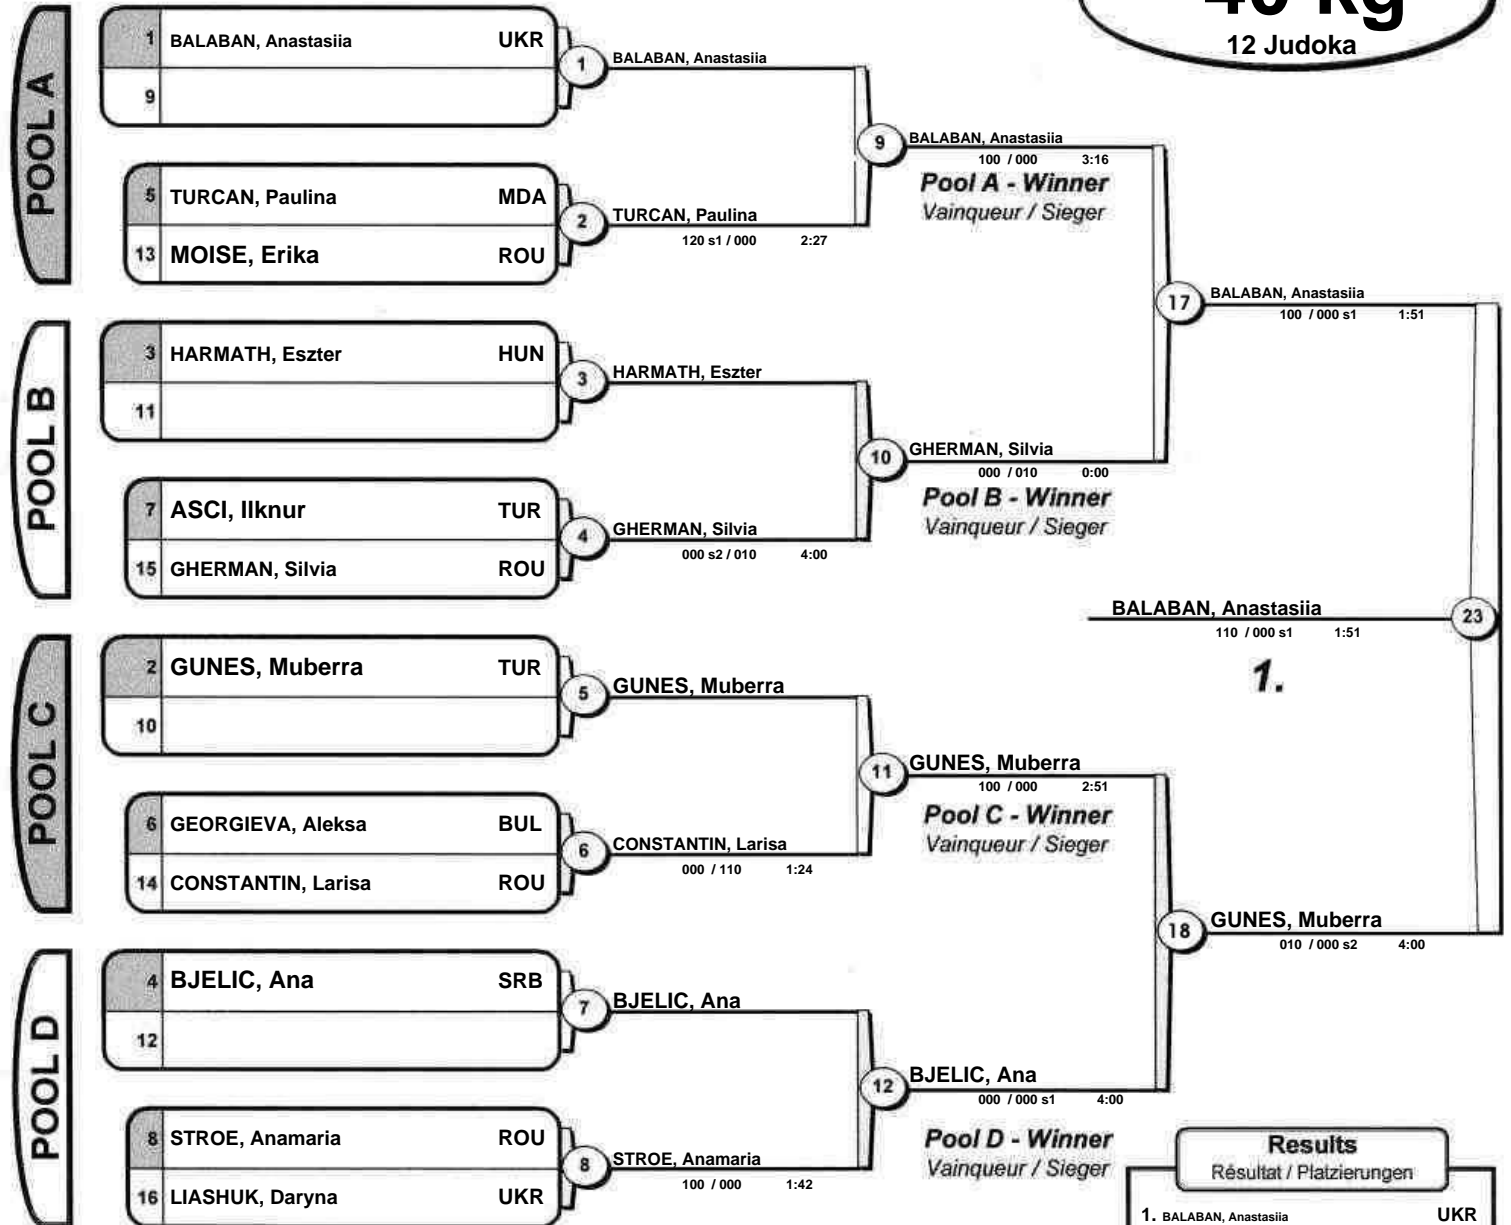 40 kg
12 Judoka
POOL A
1 BALABAN, Anastasiia UKR
9
1 BALABAN, Anastasiia
5 TURCAN, Paulina MDA
13 MOISE, Erika ROU
2 TURCAN, Paulina
120 s1 / 000 2:27
9 BALABAN, Anastasiia
100 / 000 3:16
Pool A - Winner
Vainqueur / Sieger
POOL B
3 HARMATH, Eszter HUN
11
3 HARMATH, Eszter
7 ASCI, Ilknur TUR
15 GHERMAN, Silvia ROU
4 GHERMAN, Silvia
000 s2 / 010 4:00
10 GHERMAN, Silvia
000 / 010 0:00
Pool B - Winner
Vainqueur / Sieger
17 BALABAN, Anastasiia
100 / 000 s1 1:51
BALABAN, Anastasiia 23
110 / 000 s1 1:51
1.
POOL C
2 GUNES, Muberra TUR
10
5 GUNES, Muberra
6 GEORGIEVA, Aleksa BUL
14 CONSTANTIN, Larisa ROU
6 CONSTANTIN, Larisa
000 / 110 1:24
11 GUNES, Muberra
100 / 000 2:51
Pool C - Winner
Vainqueur / Sieger
18 GUNES, Muberra
010 / 000 s2 4:00
POOL D
4 BJELIC, Ana SRB
12
7 BJELIC, Ana
8 STROE, Anamaria ROU
16 LIASHUK, Daryna UKR
8 STROE, Anamaria
100 / 000 1:42
12 BJELIC, Ana
000 / 000 s1 4:00
Pool D - Winner
Vainqueur / Sieger
Results
Résultat / Platzierungen
1. BALABAN, Anastasiia UKR